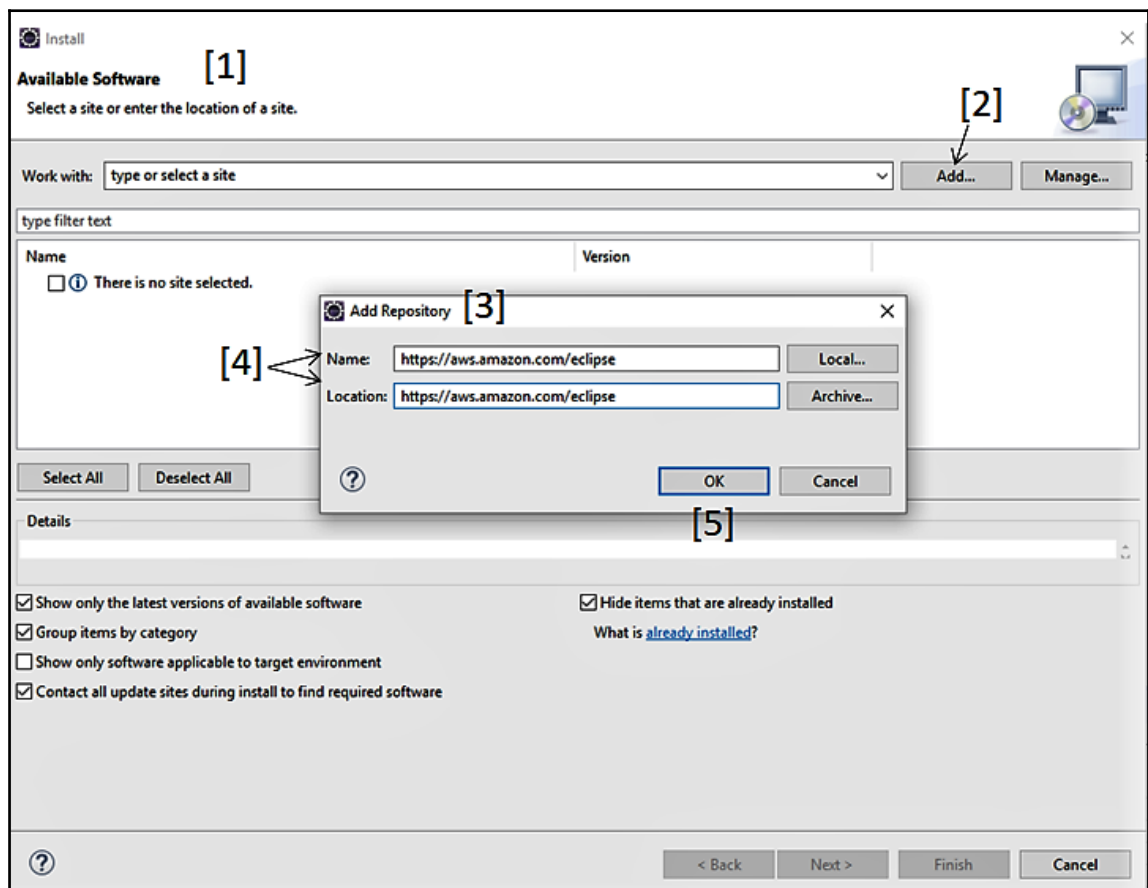 Install
[1]
Available Software
Select a site or enter the location of a site.
[2]
Work with: type or select a site Add... Manage...
type filter text
Name Version
There is no site selected.
Add Repository [3]
[4] Name: https://aws.amazon.com/eclipse Local...
Location: https://aws.amazon.com/eclipse Archive...
Select All Deselect All ? OK Cancel
[5]
Details
Show only the latest versions of available software Hide items that are already installed
Group items by category What is already installed?
Show only software applicable to target environment
Contact all update sites during install to find required software
? < Back Next > Finish Cancel